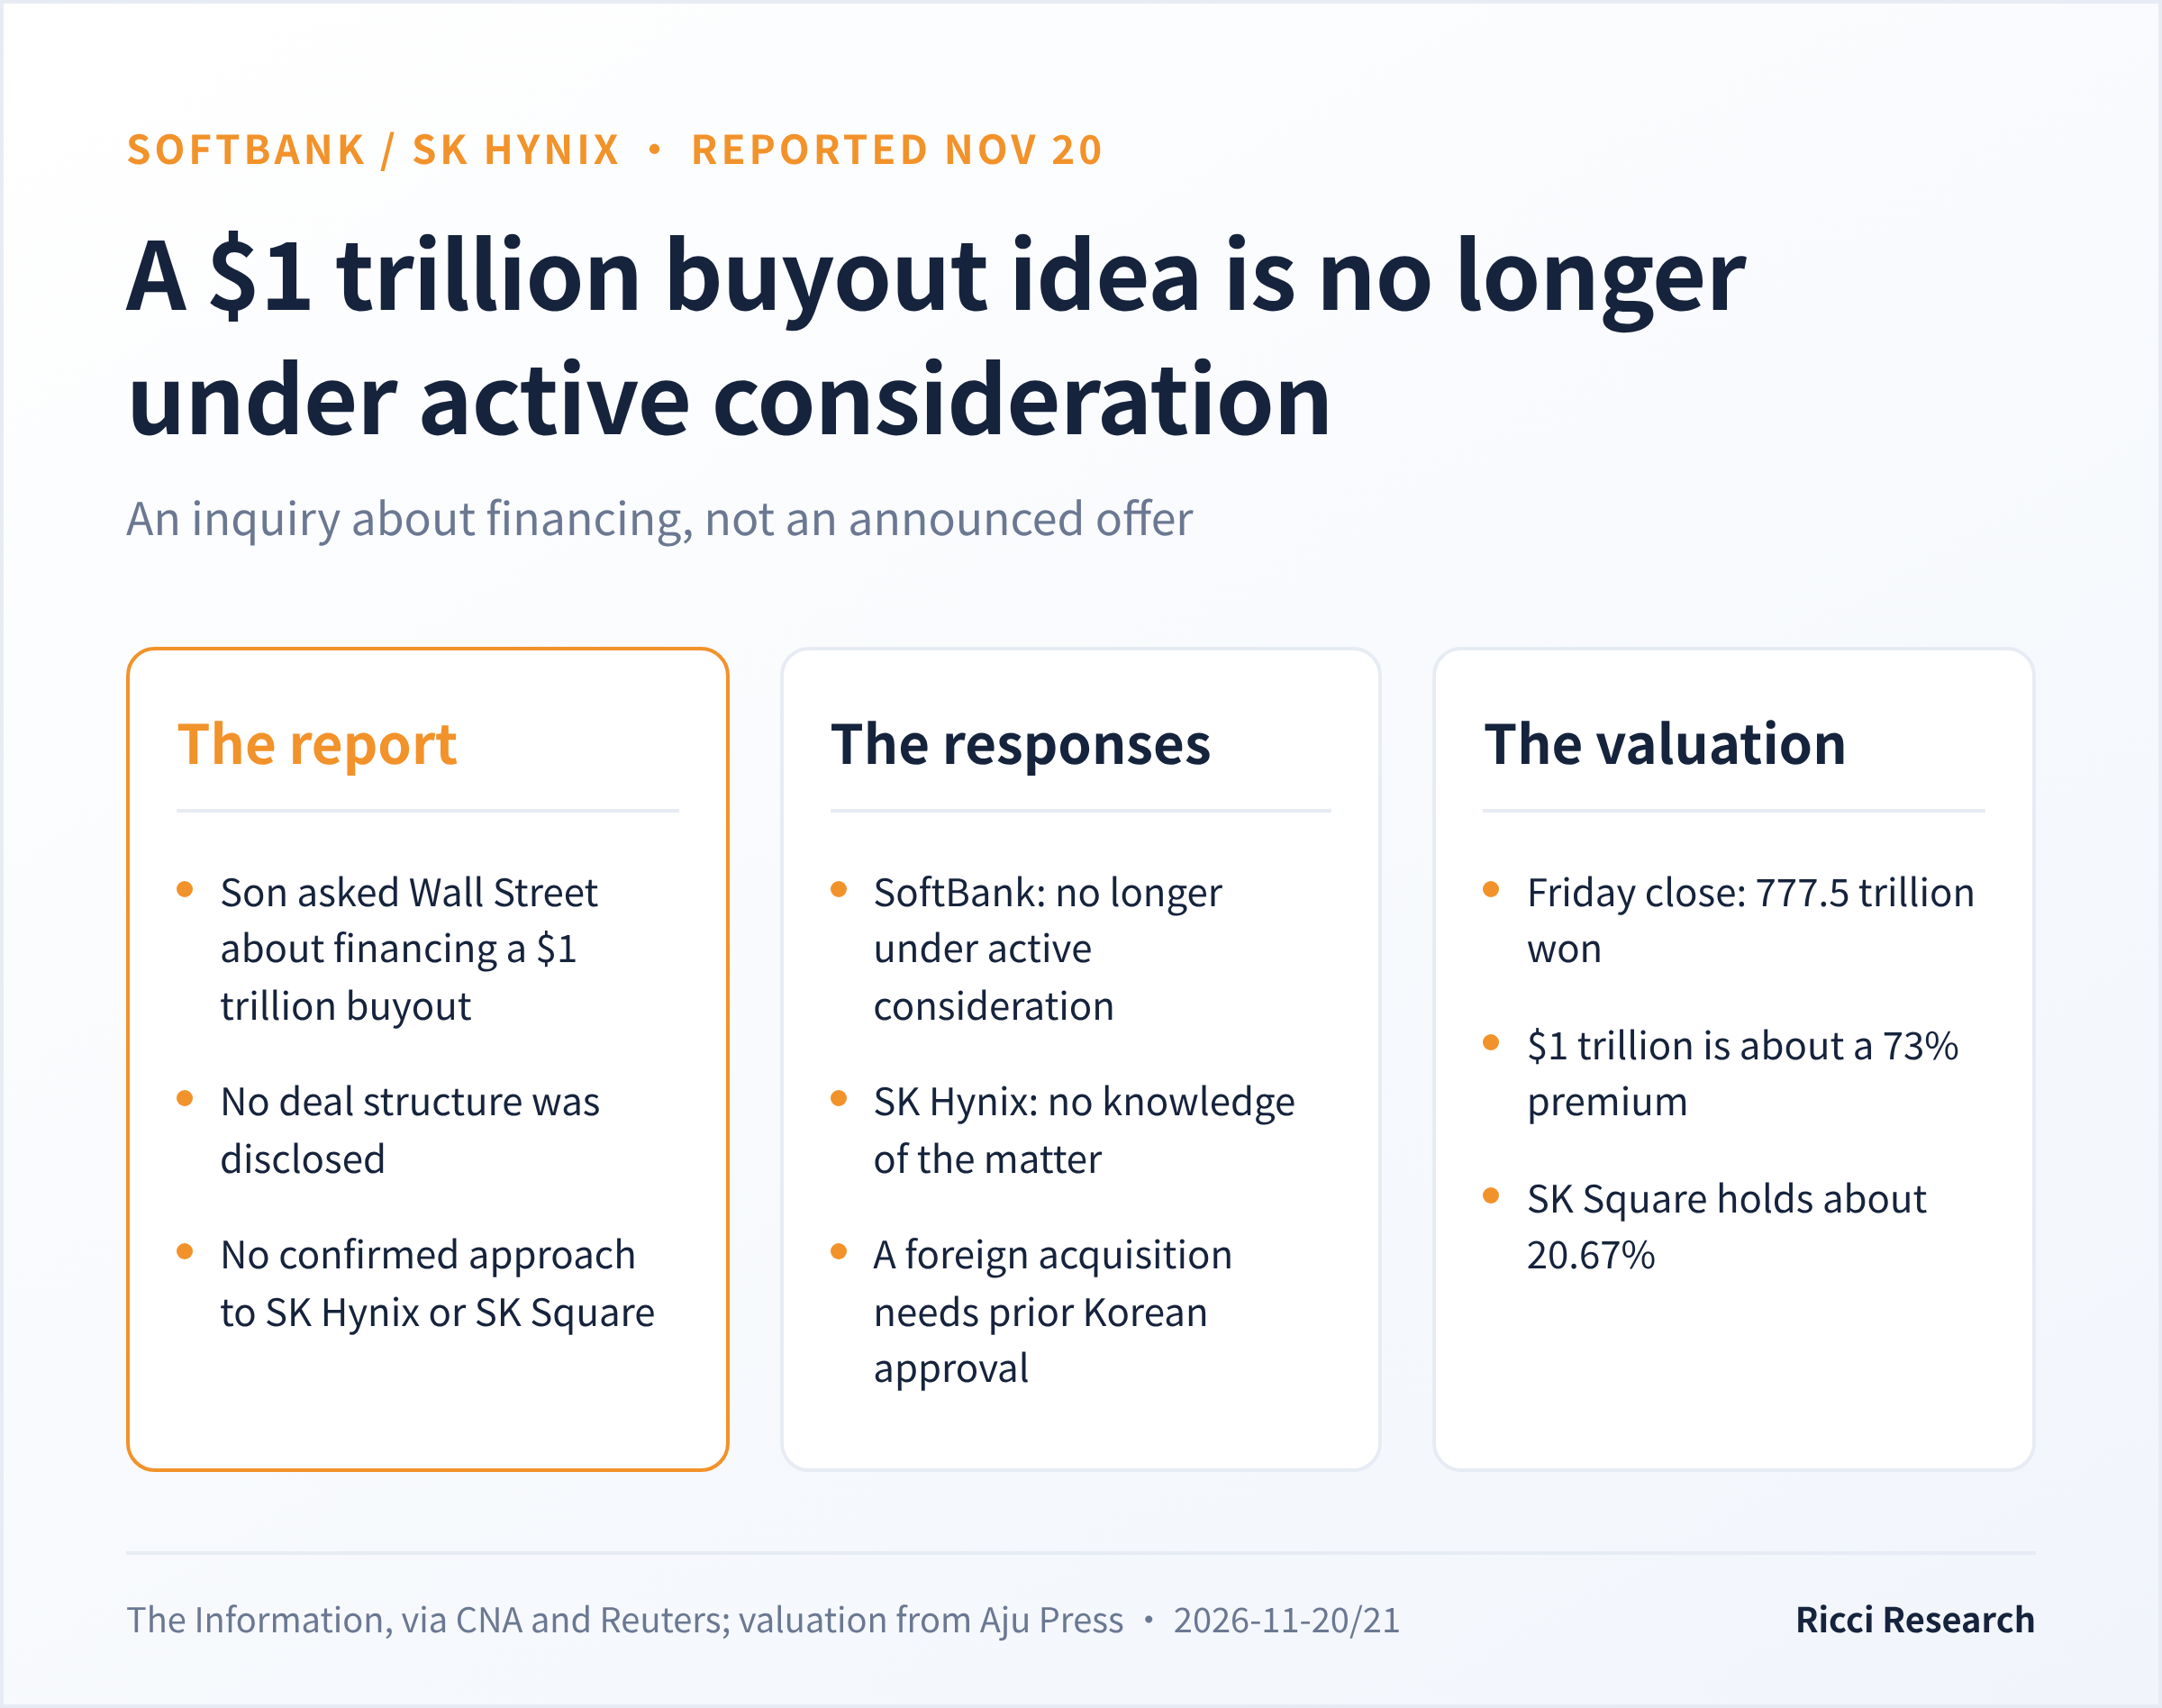 SOFTBANK / SK HYNIX • REPORTED NOV 20
A $1 trillion buyout idea is no longer
under active consideration
An inquiry about financing, not an announced offer
The report
• Son asked Wall Street
about financing a $1
trillion buyout
• No deal structure was
disclosed
• No confirmed approach
to SK Hynix or SK Square
The responses
• SoftBank: no longer
under active
consideration
• SK Hynix: no knowledge
of the matter
• A foreign acquisition
needs prior Korean
approval
The valuation
• Friday close: 777.5 trillion
won
• $1 trillion is about a 73%
premium
• SK Square holds about
20.67%
The Information, via CNA and Reuters; valuation from Aju Press • 2026-11-20/21
Ricci Research